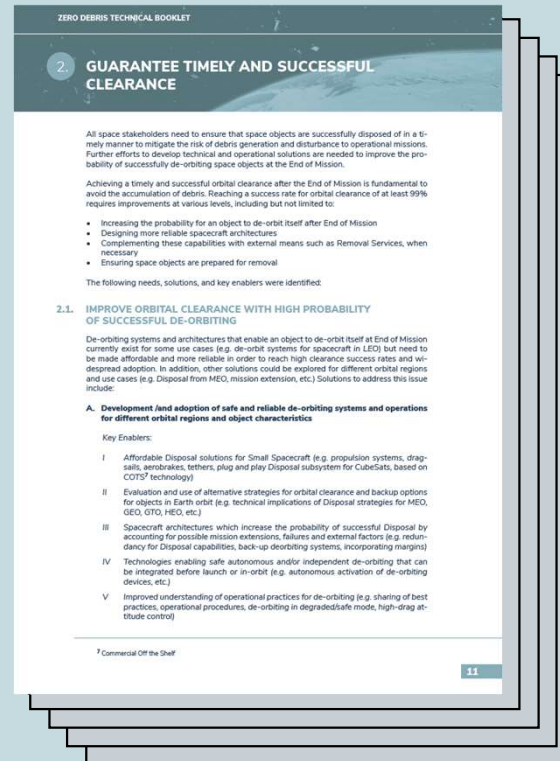 ZERO DEBRIS TECHNICAL BOOKLET
2. GUARANTEE TIMELY AND SUCCESSFUL
CLEARANCE
All space stakeholders need to ensure that space objects are successfully disposed of in a ti-
mely manner to mitigate the risk of debris generation and disturbance to operational missions.
Further efforts to develop technical and operational solutions are needed to improve the pro-
bability of successfully de-orbiting space objects at the End of Mission.
Achieving a timely and successful orbital clearance after the End of Mission is fundamental to
avoid the accumulation of debris. Reaching a success rate for orbital clearance of at least 99%
requires improvements at various levels, including but not limited to:
• Increasing the probability for an object to de-orbit itself after End of Mission
• Designing more reliable spacecraft architectures
• Complementing these capabilities with external means such as Removal Services, when
necessary
• Ensuring space objects are prepared for removal
The following needs, solutions, and key enablers were identified:
2.1. IMPROVE ORBITAL CLEARANCE WITH HIGH PROBABILITY
OF SUCCESSFUL DE-ORBITING
De-orbiting systems and architectures that enable an object to de-orbit itself at End of Mission
currently exist for some use cases (e.g. de-orbit systems for spacecraft in LEO) but need to
be made affordable and more reliable in order to reach high clearance success rates and wi-
despread adoption. In addition, other solutions could be explored for different orbital regions
and use cases (e.g. Disposal from MEO, mission extension, etc.) Solutions to address this issue
include:
A. Development /and adoption of safe and reliable de-orbiting systems and operations
for different orbital regions and object characteristics
Key Enablers:
I Affordable Disposal solutions for Small Spacecraft (e.g. propulsion systems, drag-
sails, aerobrakes, tethers, plug and play Disposal subsystem for CubeSats, based on
COTS⁷ technology)
II Evaluation and use of alternative strategies for orbital clearance and backup options
for objects in Earth orbit (e.g. technical implications of Disposal strategies for MEO,
GEO, GTO, HEO, etc.)
III Spacecraft architectures which increase the probability of successful Disposal by
accounting for possible mission extensions, failures and external factors (e.g. redun-
dancy for Disposal capabilities, back-up deorbiting systems, incorporating margins)
IV Technologies enabling safe autonomous and/or independent de-orbiting that can
be integrated before launch or in-orbit (e.g. autonomous activation of de-orbiting
devices, etc.)
V Improved understanding of operational practices for de-orbiting (e.g. sharing of best
practices, operational procedures, de-orbiting in degraded/safe mode, high-drag at-
titude control)
⁷ Commercial Off the Shelf
11